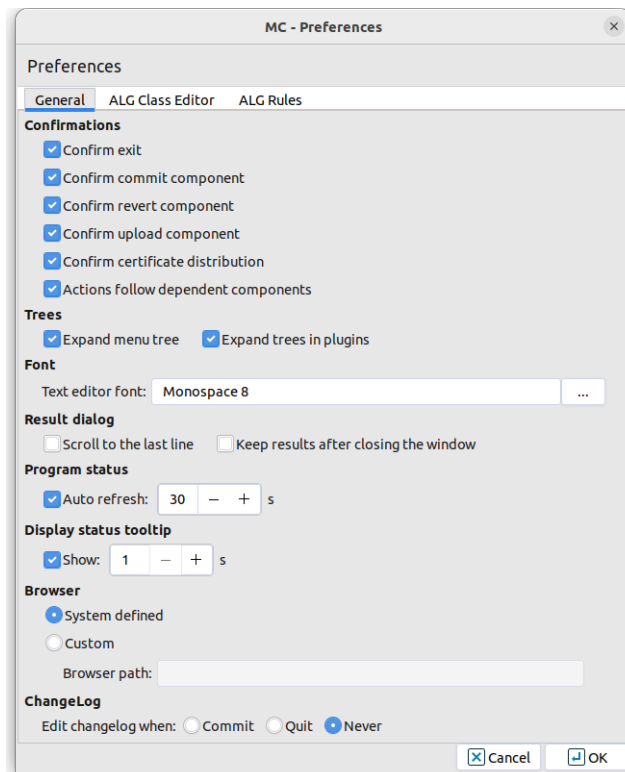 MC - Preferences
Preferences
General ALG Class Editor ALG Rules
Confirmations
Confirm exit
Confirm commit component
Confirm revert component
Confirm upload component
Confirm certificate distribution
Actions follow dependent components
Trees
Expand menu tree Expand trees in plugins
Font
Text editor font: Monospace 8 ...
Result dialog
Scroll to the last line Keep results after closing the window
Program status
Auto refresh: 30 − + s
Display status tooltip
Show: 1 − + s
Browser
System defined
Custom
Browser path:
ChangeLog
Edit changelog when: Commit Quit Never
Cancel OK